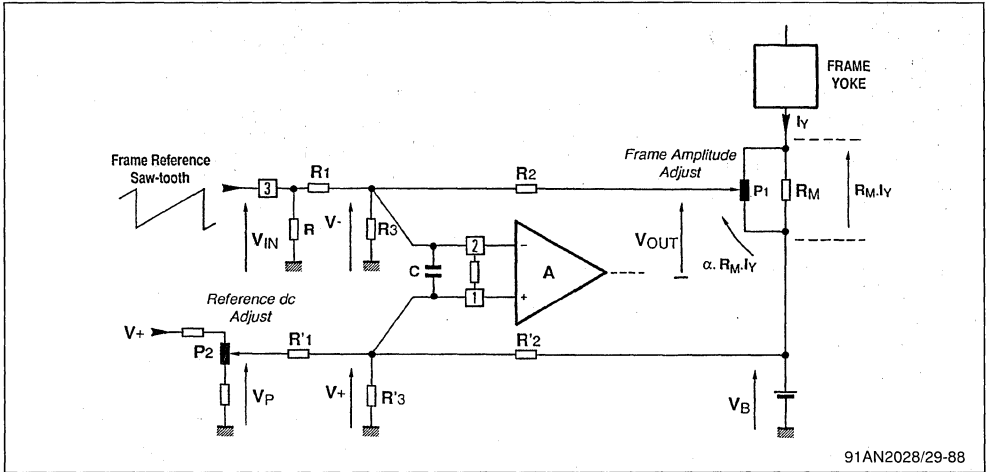 FRAME
YOKE
IY
Frame Reference
Saw-tooth
3
R1
R2
Frame Amplitude
Adjust
P1
RM
RM.IY
VIN
R
V-
R3
2
−
C
A
VOUT
α.RM.IY
1
+
Reference dc
Adjust
V+
P2
R'1
R'2
VP
V+
R'3
VB
91AN2028/29-88